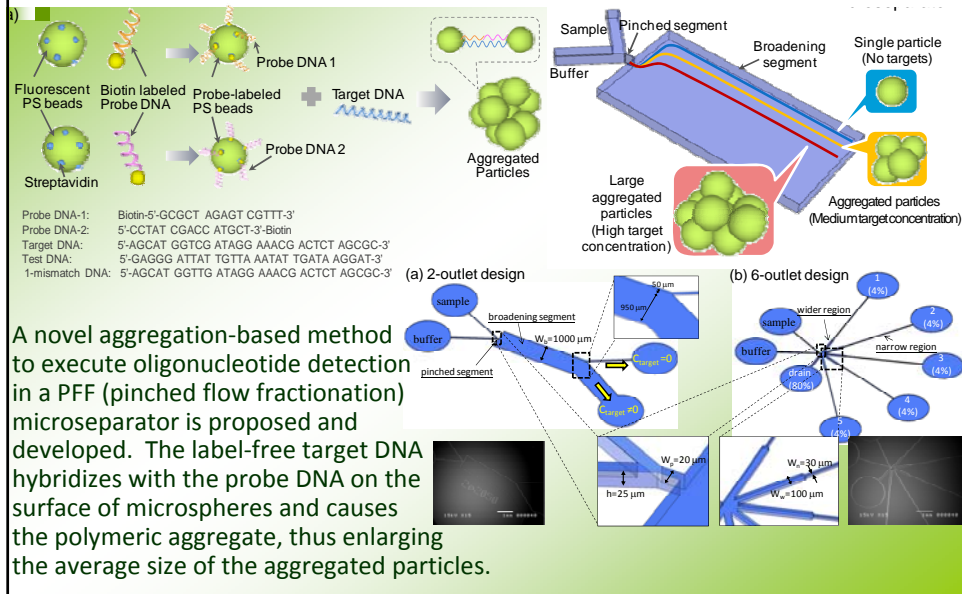 a)
Fluorescent
PS beads
Biotin labeled
Probe DNA
Probe-labeled
PS beads
Probe DNA 1
Target DNA
Probe DNA 2
Streptavidin
Aggregated
Particles
Sample
Buffer
Pinched segment
Broadening
segment
Single particle
(No targets)
Large
aggregated
particles
(High target
concentration)
Aggregated particles
(Medium target concentration)
Probe DNA-1: Biotin-5'-GCGCT AGAGT CGTTT-3'
Probe DNA-2: 5'-CCTAT CGACC ATGCT-3'-Biotin
Target DNA: 5'-AGCAT GGTCG ATAGG AAACG ACTCT AGCGC-3'
Test DNA: 5'-GAGGG ATTAT TGTTA AATAT TGATA AGGAT-3'
1-mismatch DNA: 5'-AGCAT GGTTG ATAGG AAACG ACTCT AGCGC-3'
(a) 2-outlet design
sample
buffer
broadening segment
pinched segment
Wb=1000 μm
50 μm
950 μm
Ctarget=0
Ctarget≠0
(b) 6-outlet design
sample
buffer
drain
(80%)
wider region
narrow region
1
(4%)
2
(4%)
3
(4%)
4
(4%)
5
(4%)
Wp=20 μm
h=25 μm
Wn=30 μm
Ww=100 μm
A novel aggregation-based method
to execute oligonucleotide detection
in a PFF (pinched flow fractionation)
microseparator is proposed and
developed. The label-free target DNA
hybridizes with the probe DNA on the
surface of microspheres and causes
the polymeric aggregate, thus enlarging
the average size of the aggregated particles.